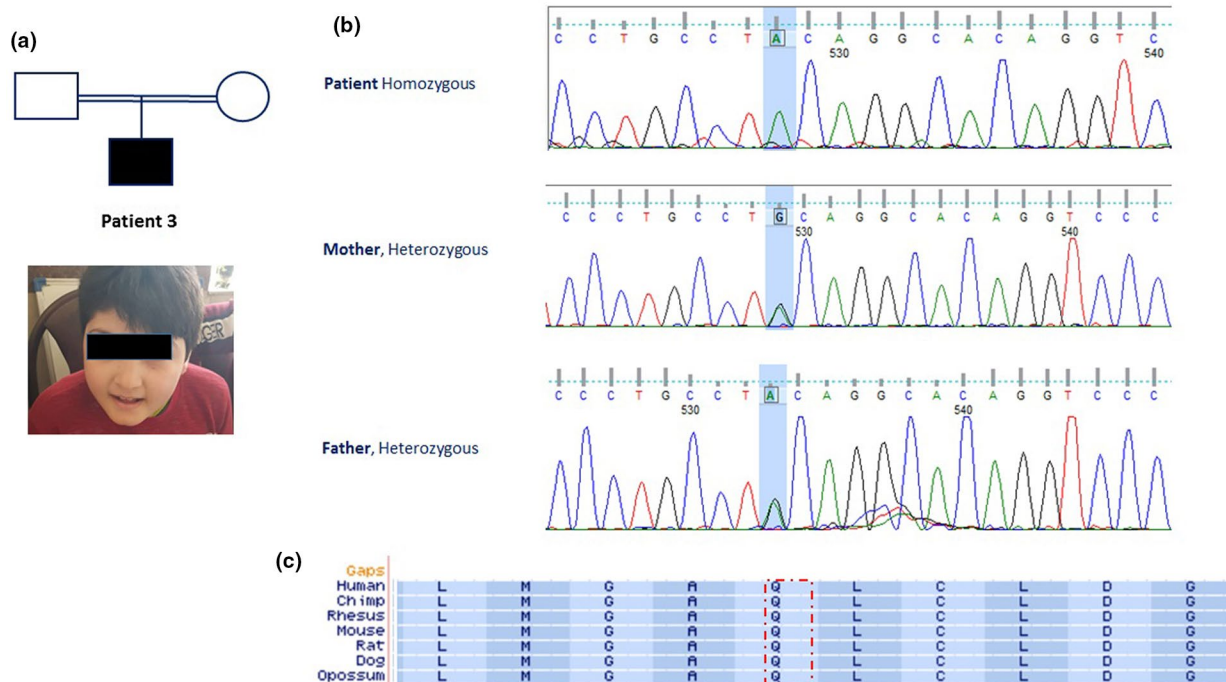 (a)
Patient 3
(b)
Patient Homozygous
C C T G C C T A C A G G C A C A G G T C
530 540
Mother, Heterozygous
C C C T G C C T G C A G G C A C A G G T C C C
530 540
Father, Heterozygous
C C C T G C C T A C A G G C A C A G G T C C C
530 540
(c)
Gaps
Human L M G A Q L C L D G
Chimp L M G A Q L C L D G
Rhesus L M G A Q L C L D G
Mouse L M G A Q L C L D G
Rat L M G A Q L C L D G
Dog L M G A Q L C L D G
Opossum L M G A Q L C L D G